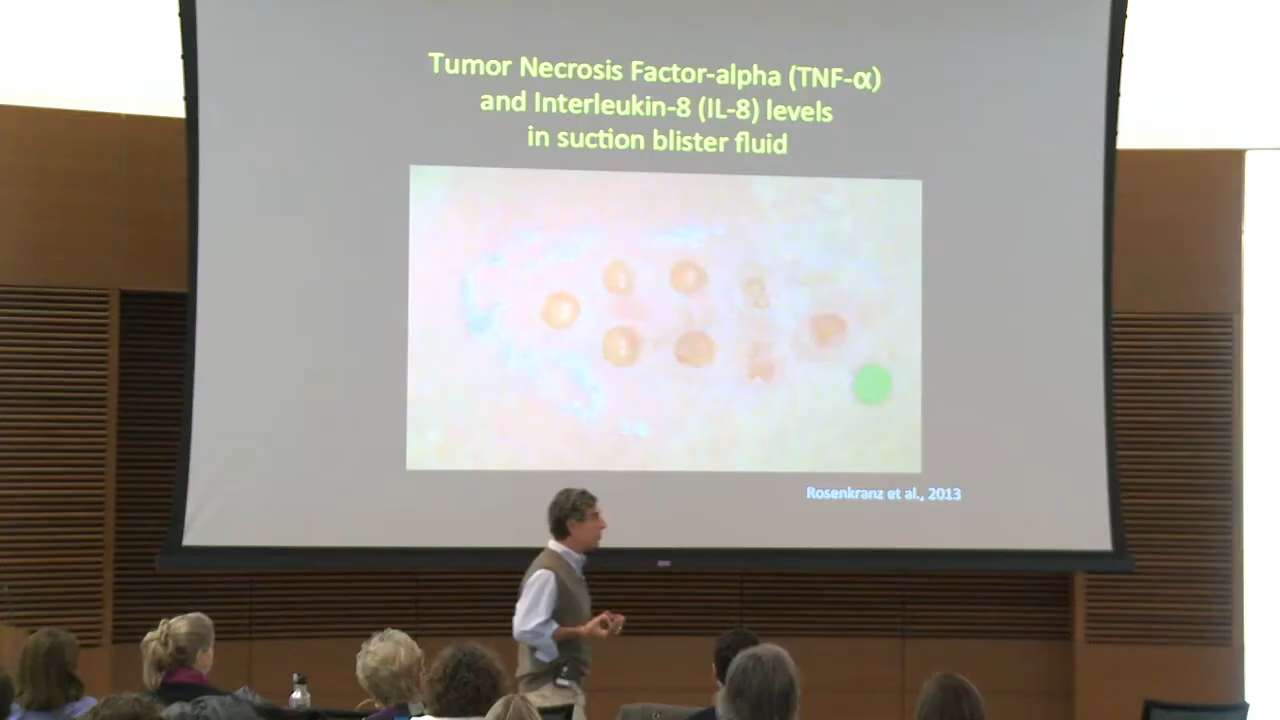 Tumor Necrosis Factor-alpha (TNF-α)
and Interleukin-8 (IL-8) levels
in suction blister fluid
Rosenkranz et al., 2013